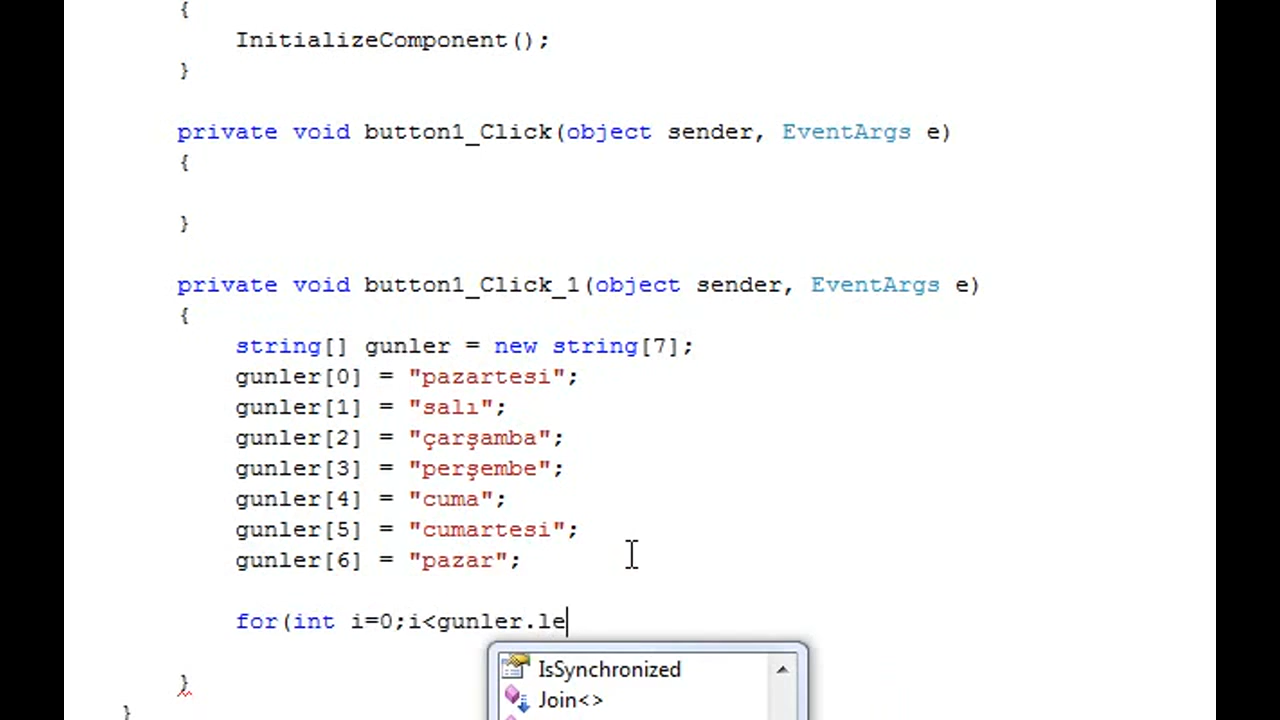 {
InitializeComponent();
}
private void button1_Click(object sender, EventArgs e)
{
}
private void button1_Click_1(object sender, EventArgs e)
{
string[] gunler = new string[7];
gunler[0] = "pazartesi";
gunler[1] = "salı";
gunler[2] = "çarşamba";
gunler[3] = "perşembe";
gunler[4] = "cuma";
gunler[5] = "cumartesi";
gunler[6] = "pazar";
for(int i=0;i<gunler.le
IsSynchronized
Join<>
}
}